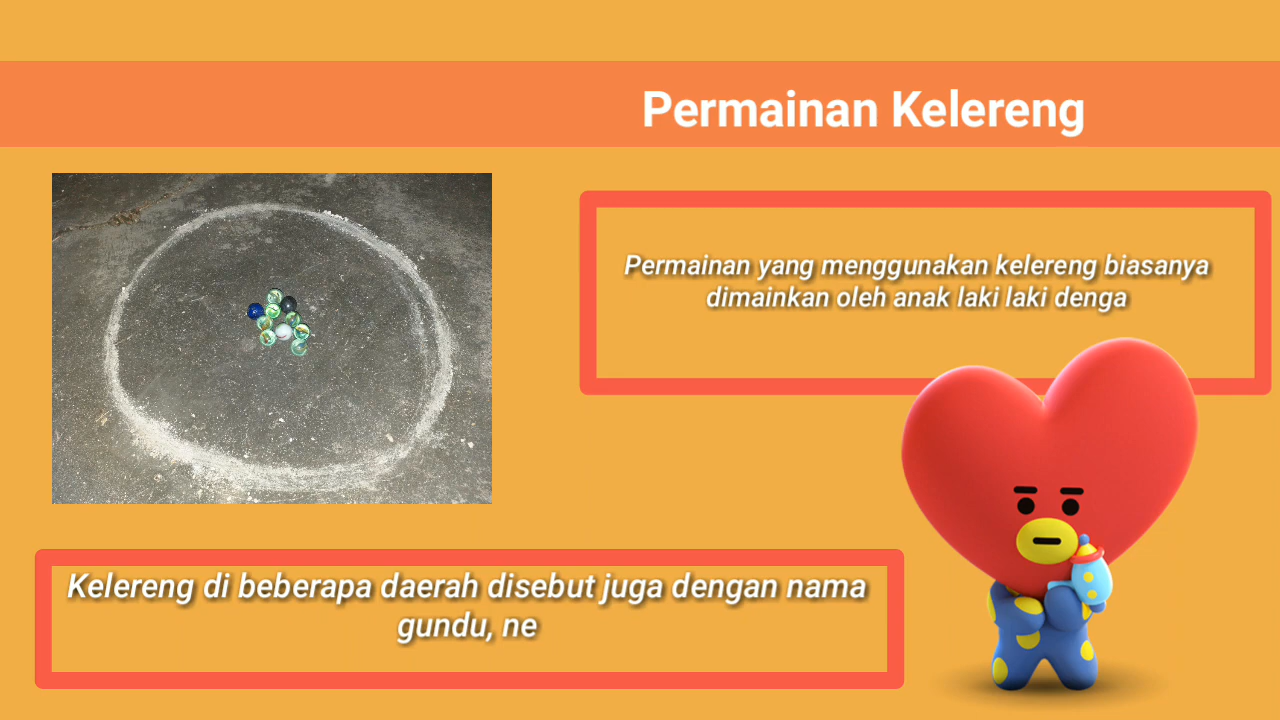 Permainan Kelereng
Permainan yang menggunakan kelereng biasanya
dimainkan oleh anak laki laki denga
Kelereng di beberapa daerah disebut juga dengan nama
gundu, ne